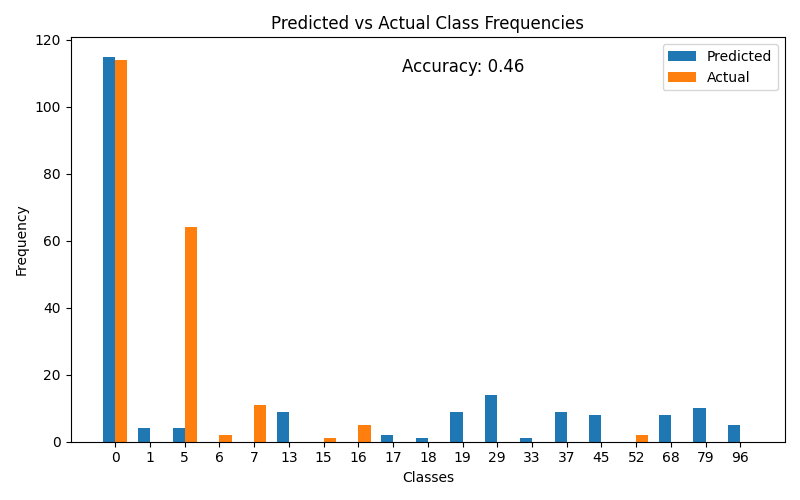 Predicted vs Actual Class Frequencies
Accuracy: 0.46
Predicted
Actual
120
100
80
60
40
20
0
Frequency
0 1 5 6 7 13 15 16 17 18 19 29 33 37 45 52 68 79 96
Classes